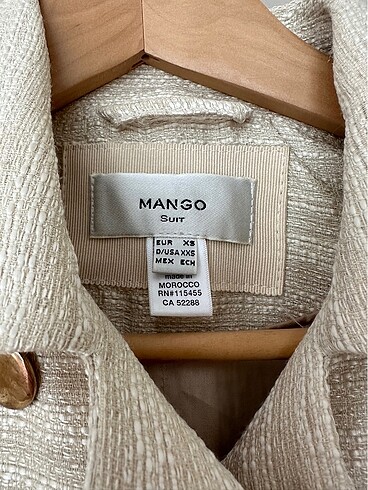 MANGO
SUIT
EUR XS
D/USA XXS
MEX ECH
made in
MOROCCO
RN#115455
CA 52288